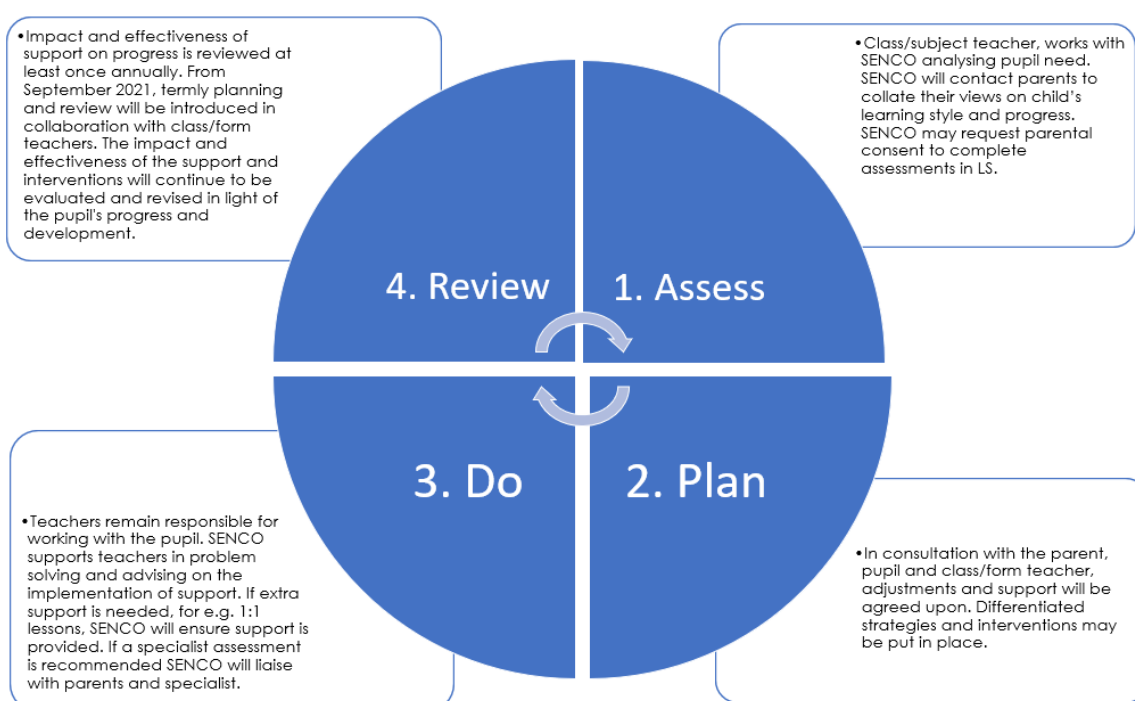 •Impact and effectiveness of
support on progress is reviewed at
least once annually. From
September 2021, termly planning
and review will be introduced in
collaboration with class/form
teachers. The impact and
effectiveness of the support and
interventions will continue to be
evaluated and revised in light of
the pupil's progress and
development.
•Class/subject teacher, works with
SENCO analysing pupil need.
SENCO will contact parents to
collate their views on child's
learning style and progress.
SENCO may request parental
consent to complete
assessments in LS.
4. Review
1. Assess
3. Do
2. Plan
•Teachers remain responsible for
working with the pupil. SENCO
supports teachers in problem
solving and advising on the
implementation of support. If extra
support is needed, for e.g. 1:1
lessons, SENCO will ensure support is
provided. If a specialist assessment
is recommended SENCO will liaise
with parents and specialist.
•In consultation with the parent,
pupil and class/form teacher,
adjustments and support will be
agreed upon. Differentiated
strategies and interventions may
be put in place.